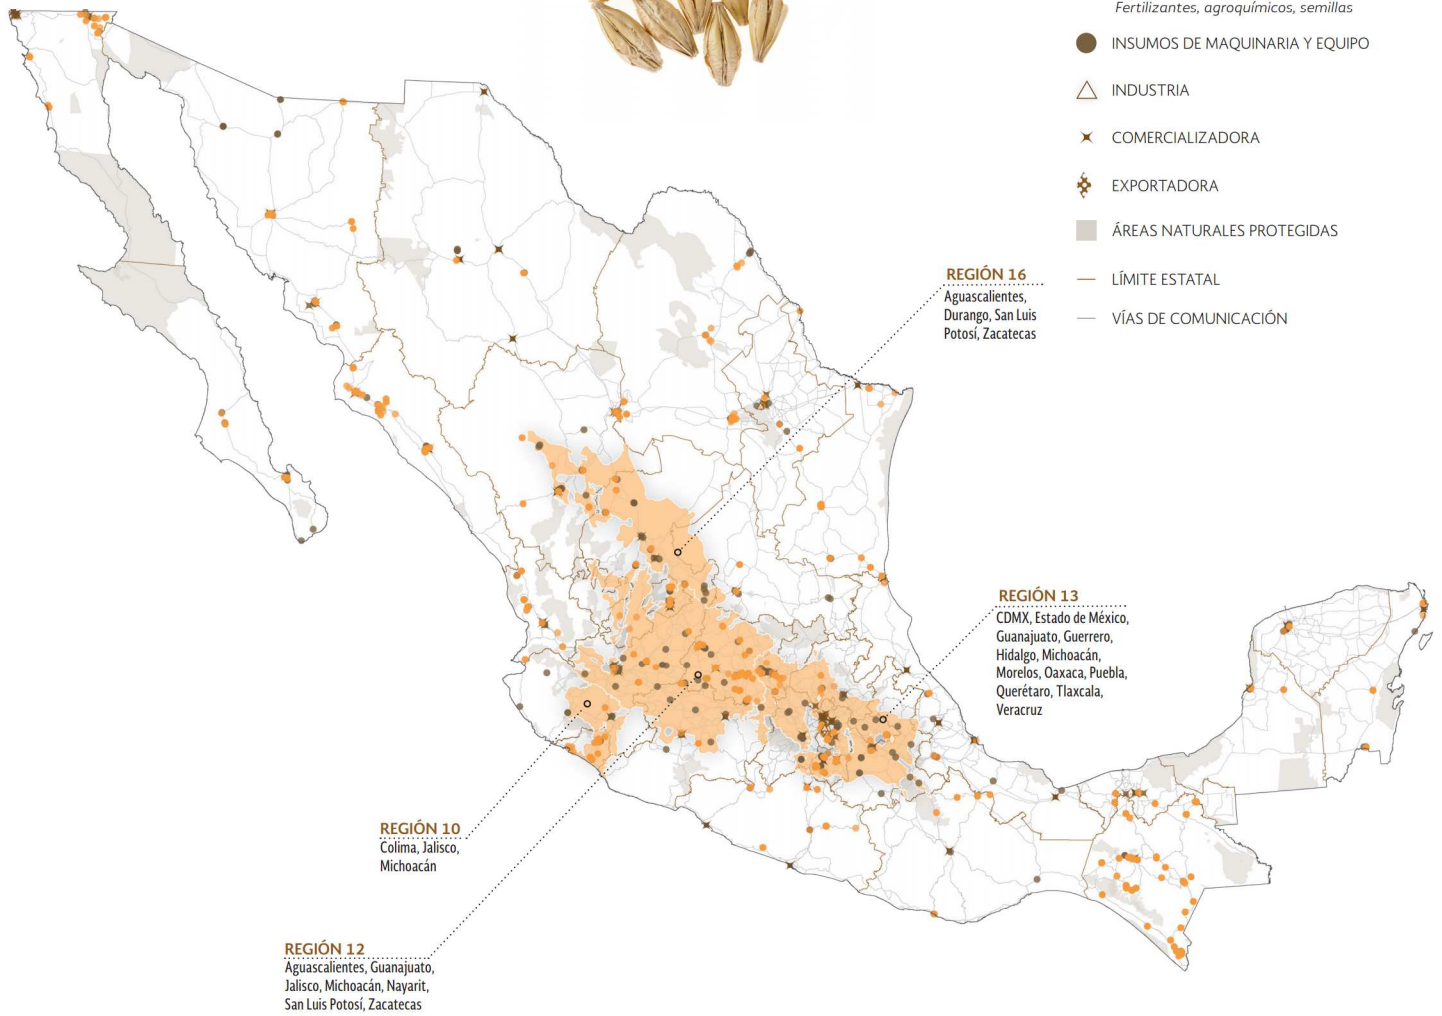 Fertilizantes, agroquímicos, semillas
INSUMOS DE MAQUINARIA Y EQUIPO
INDUSTRIA
COMERCIALIZADORA
EXPORTADORA
ÁREAS NATURALES PROTEGIDAS
LÍMITE ESTATAL
VÍAS DE COMUNICACIÓN
REGIÓN 16
Aguascalientes,
Durango, San Luis
Potosí, Zacatecas
REGIÓN 13
CDMX, Estado de México,
Guanajuato, Guerrero,
Hidalgo, Michoacán,
Morelos, Oaxaca, Puebla,
Querétaro, Tlaxcala,
Veracruz
REGIÓN 10
Colima, Jalisco,
Michoacán
REGIÓN 12
Aguascalientes, Guanajuato,
Jalisco, Michoacán, Nayarit,
San Luis Potosí, Zacatecas